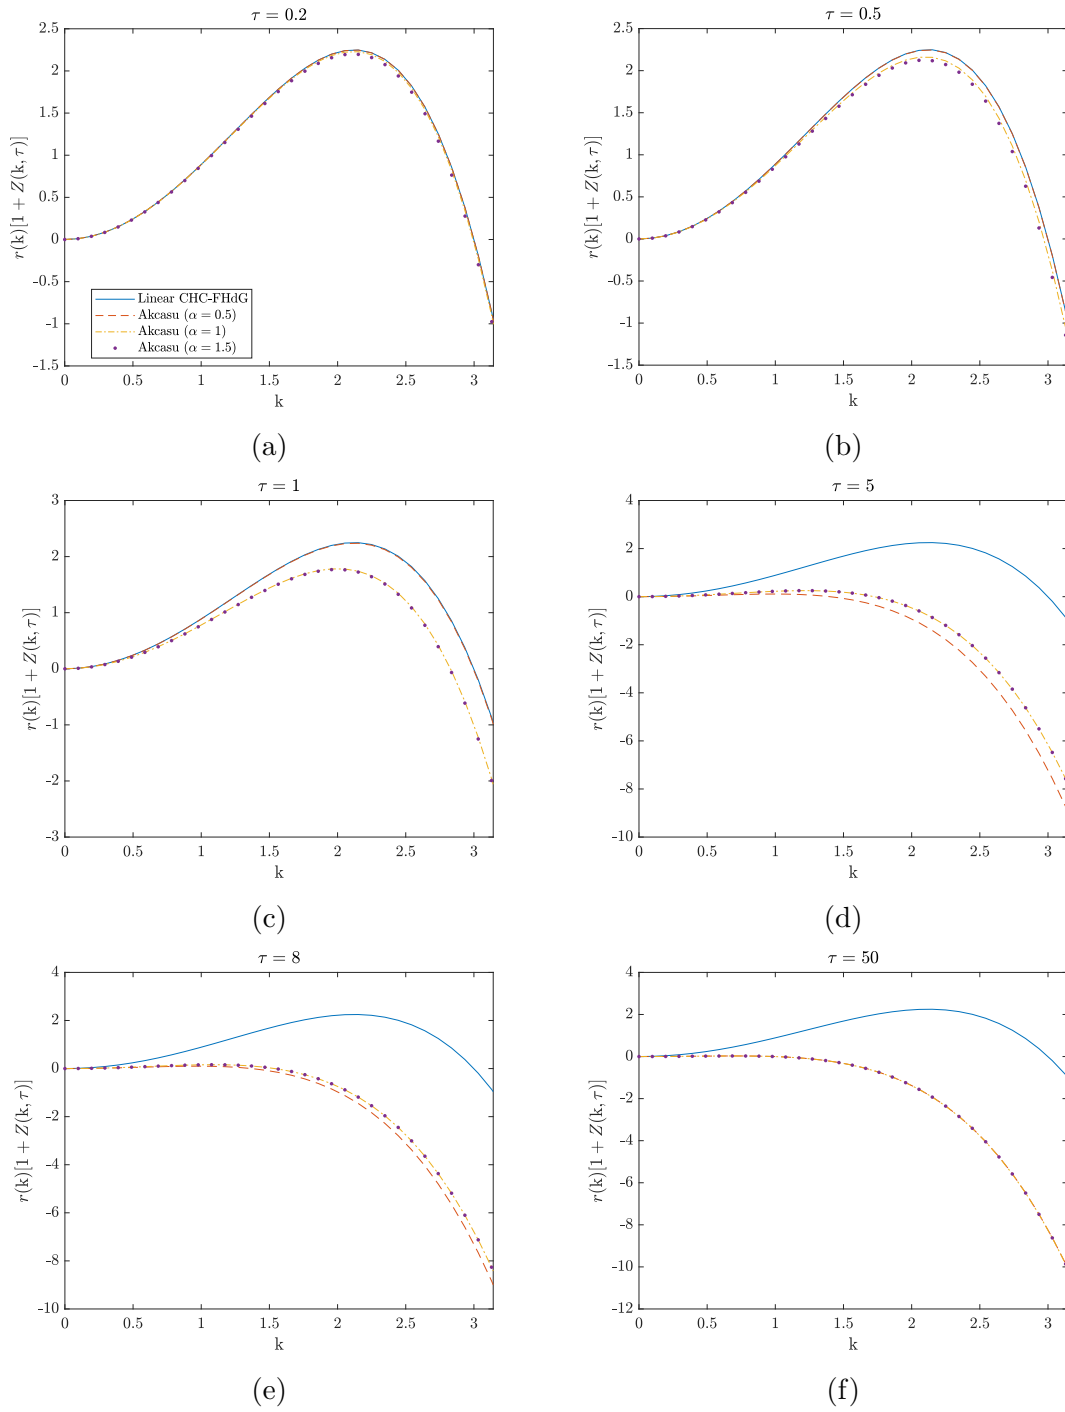 τ = 0.2
2.5
2
1.5
1
0.5
0
-0.5
-1
-1.5
r(k)[1 + Z(k, τ)]
Linear CHC-FHdG
Akcasu (α = 0.5)
Akcasu (α = 1)
Akcasu (α = 1.5)
0 0.5 1 1.5 2 2.5 3
k
(a)
τ = 0.5
2.5
2
1.5
1
0.5
0
-0.5
-1
-1.5
r(k)[1 + Z(k, τ)]
0 0.5 1 1.5 2 2.5 3
k
(b)
τ = 1
3
2
1
0
-1
-2
-3
r(k)[1 + Z(k, τ)]
0 0.5 1 1.5 2 2.5 3
k
(c)
τ = 5
4
2
0
-2
-4
-6
-8
-10
r(k)[1 + Z(k, τ)]
0 0.5 1 1.5 2 2.5 3
k
(d)
τ = 8
4
2
0
-2
-4
-6
-8
-10
r(k)[1 + Z(k, τ)]
0 0.5 1 1.5 2 2.5 3
k
(e)
τ = 50
4
2
0
-2
-4
-6
-8
-10
-12
r(k)[1 + Z(k, τ)]
0 0.5 1 1.5 2 2.5 3
k
(f)